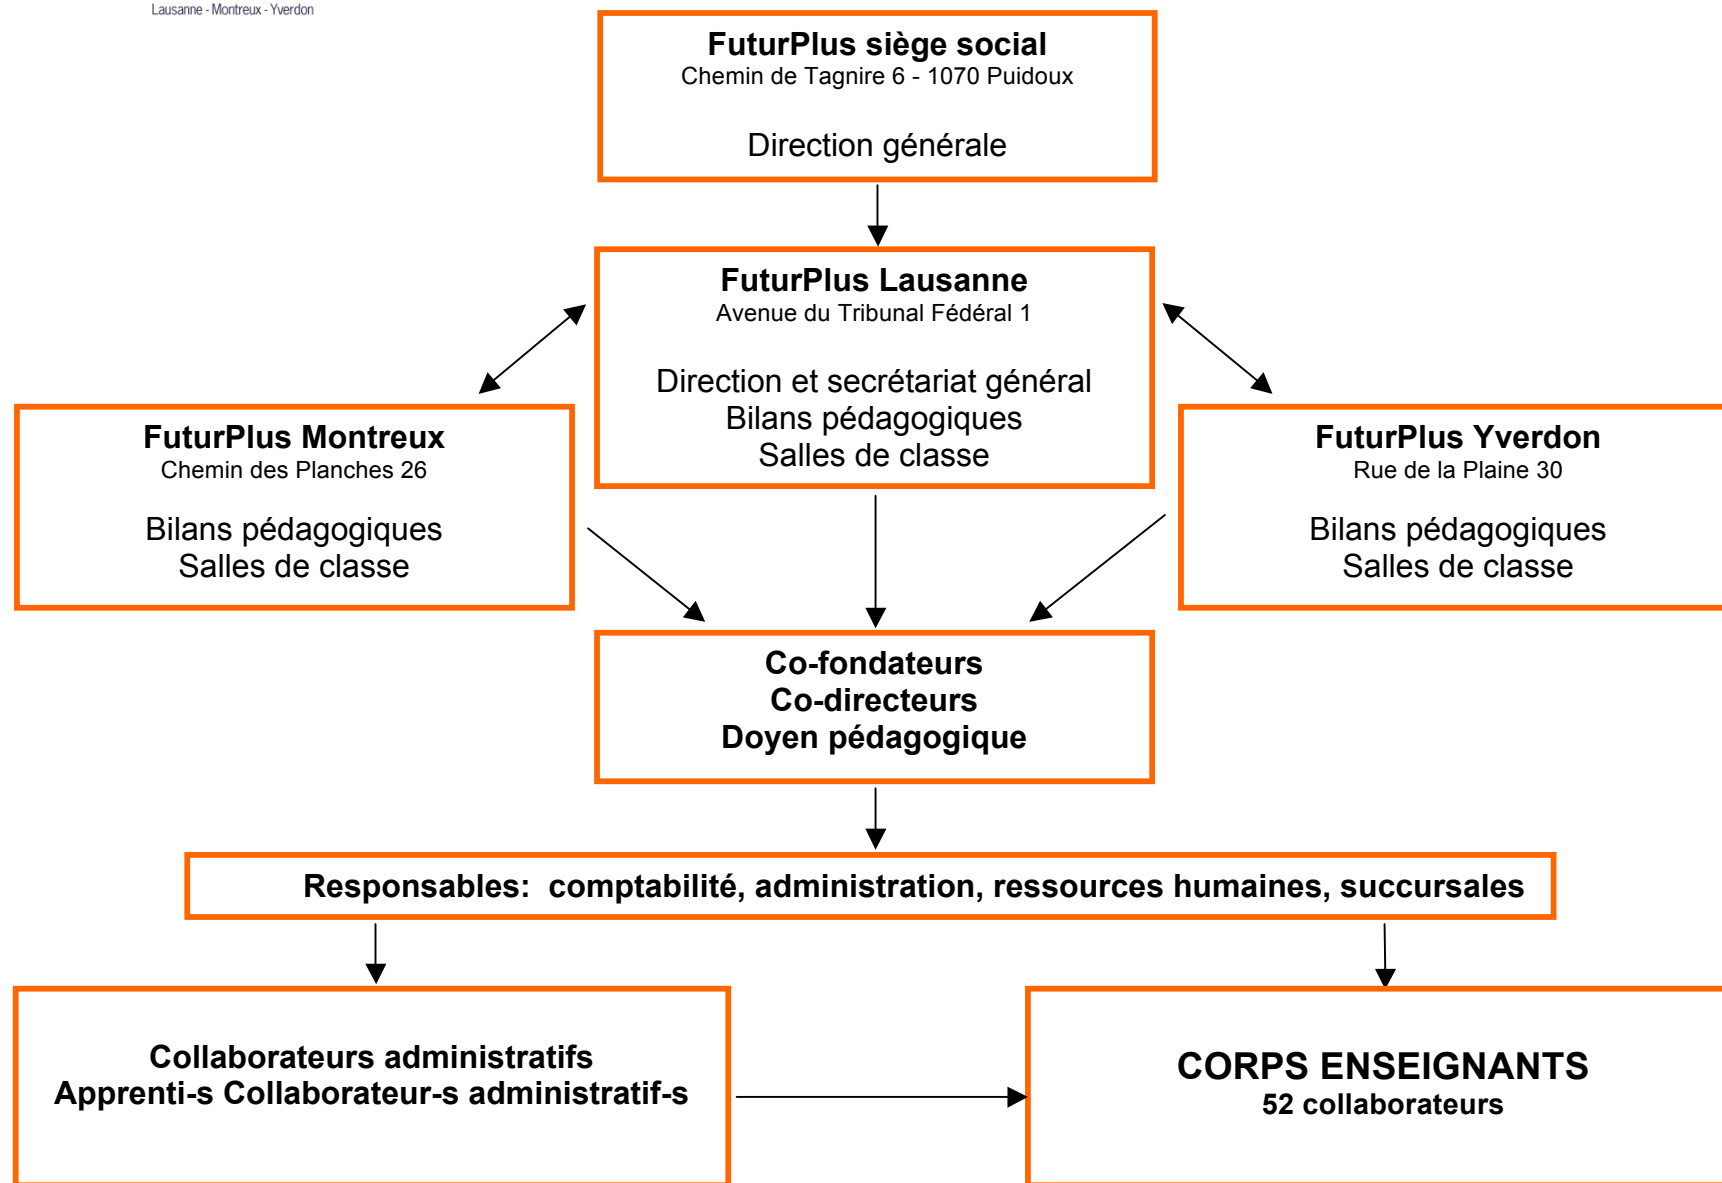 Lausanne - Montreux - Yverdon
FuturPlus siège social
Chemin de Tagnire 6 - 1070 Puidoux
Direction générale
FuturPlus Lausanne
Avenue du Tribunal Fédéral 1
Direction et secrétariat général
Bilans pédagogiques
Salles de classe
FuturPlus Montreux
Chemin des Planches 26
Bilans pédagogiques
Salles de classe
FuturPlus Yverdon
Rue de la Plaine 30
Bilans pédagogiques
Salles de classe
Co-fondateurs
Co-directeurs
Doyen pédagogique
Responsables:  comptabilité, administration, ressources humaines, succursales
Collaborateurs administratifs
Apprenti-s Collaborateur-s administratif-s
CORPS ENSEIGNANTS
52 collaborateurs